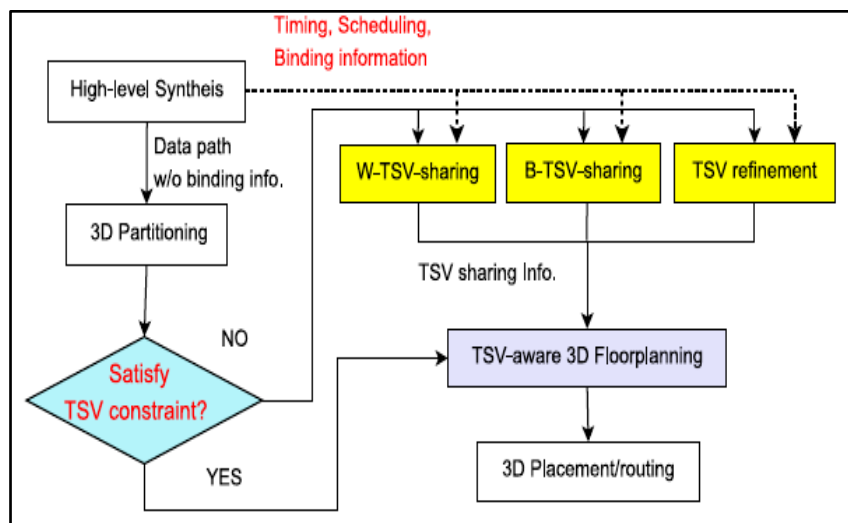 Timing, Scheduling,
Binding information
High-level Syntheis
Data path
w/o binding info.
W-TSV-sharing
B-TSV-sharing
TSV refinement
3D Partitioning
TSV sharing Info.
NO
TSV-aware 3D Floorplanning
Satisfy
TSV constraint?
YES
3D Placement/routing